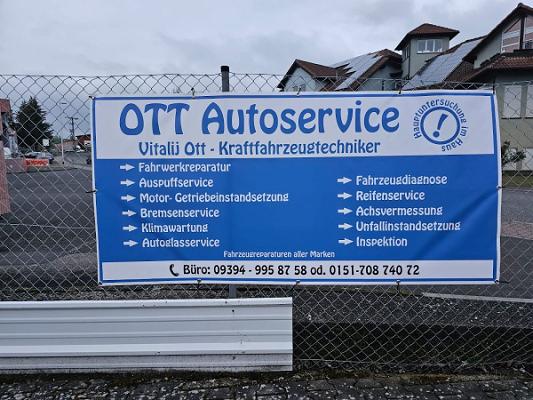 OTT Autoservice
Vitalij Ott - Kraftfahrzeugtechniker
Hauptuntersuchung im Haus
Fahrwerkreparatur
Auspuffservice
Motor- Getriebeinstandsetzung
Bremsenservice
Klimawartung
Autoglasservice
Fahrzeugdiagnose
Reifenservice
Achsvermessung
Unfallinstandsetzung
Inspektion
Fahrzeugreparaturen aller Marken
Büro: 09394 - 995 87 58 od. 0151-708 740 72